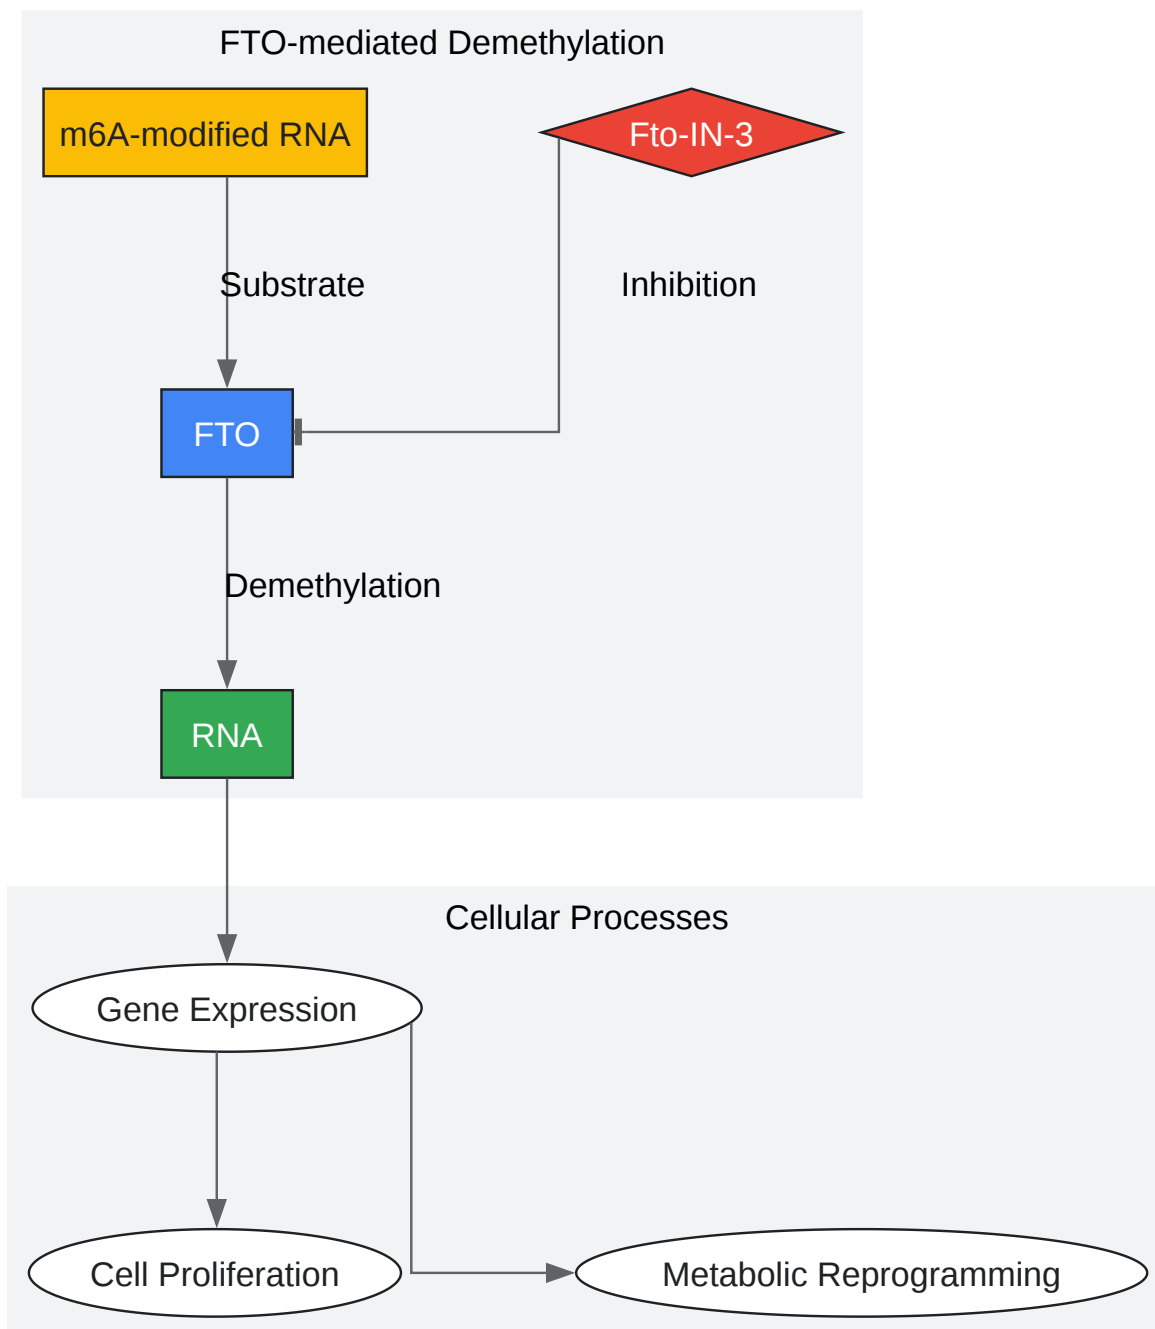 FTO-mediated Demethylation
m6A-modified RNA
Fto-IN-3
Substrate
Inhibition
FTO
Demethylation
RNA
Cellular Processes
Gene Expression
Cell Proliferation
Metabolic Reprogramming